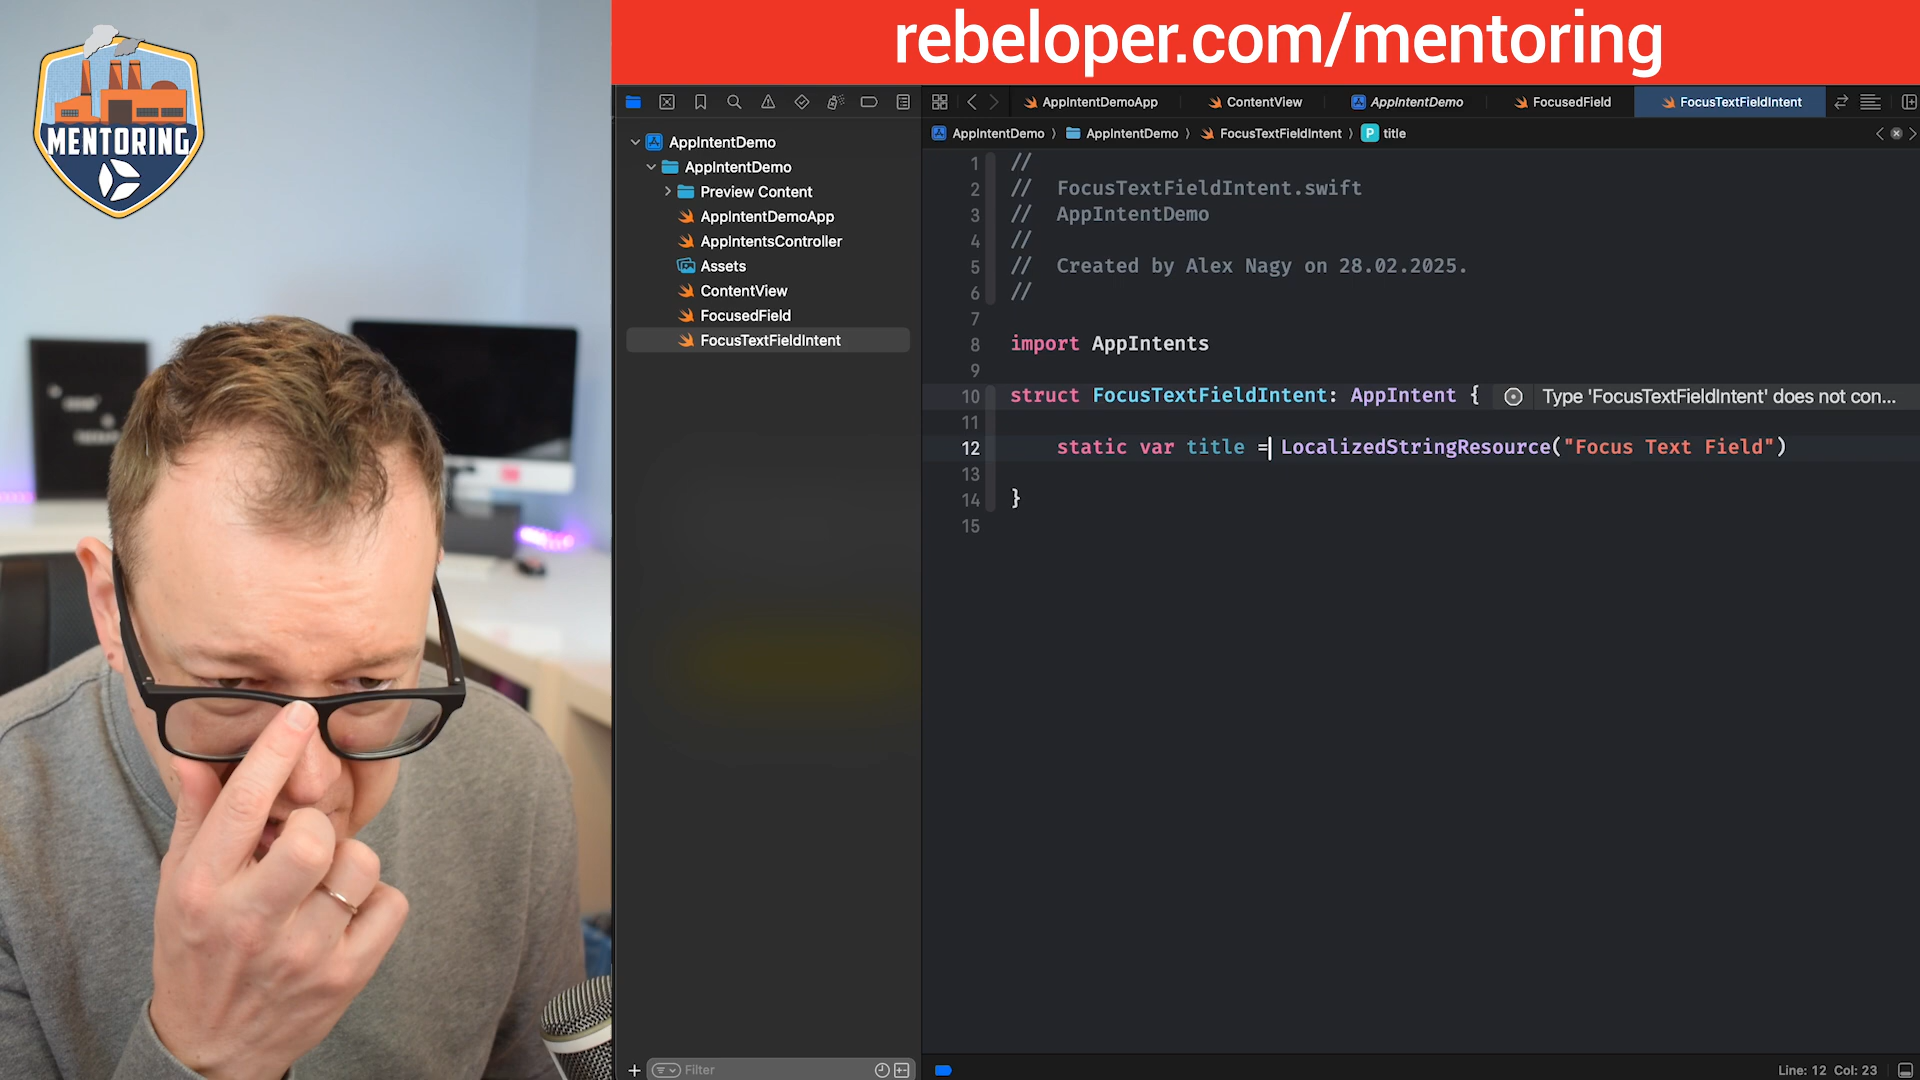 MENTORING
rebeloper.com/mentoring
AppIntentDemoApp
ContentView
AppIntentDemo
FocusedField
FocusTextFieldIntent
AppIntentDemo
AppIntentDemo
FocusTextFieldIntent
P title
AppIntentDemo
AppIntentDemo
Preview Content
AppIntentDemoApp
AppIntentsController
Assets
ContentView
FocusedField
FocusTextFieldIntent
Filter
1 //
2 // FocusTextFieldIntent.swift
3 // AppIntentDemo
4 //
5 // Created by Alex Nagy on 28.02.2025.
6 //
7
8 import AppIntents
9
10 struct FocusTextFieldIntent: AppIntent { Type 'FocusTextFieldIntent' does not con...
11
12 static var title = LocalizedStringResource("Focus Text Field")
13
14 }
15
Line: 12 Col: 23